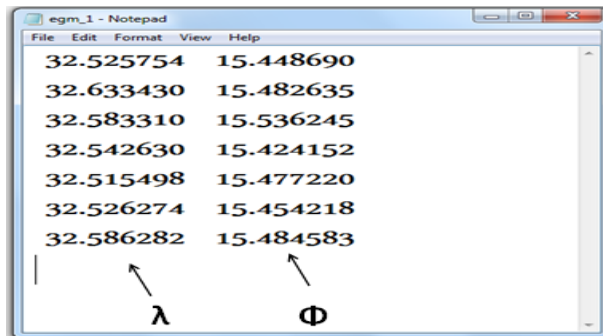 egm_1 - Notepad
File Edit Format View Help
32.525754 15.448690
32.633430 15.482635
32.583310 15.536245
32.542630 15.424152
32.515498 15.477220
32.526274 15.454218
32.586282 15.484583
λ Φ